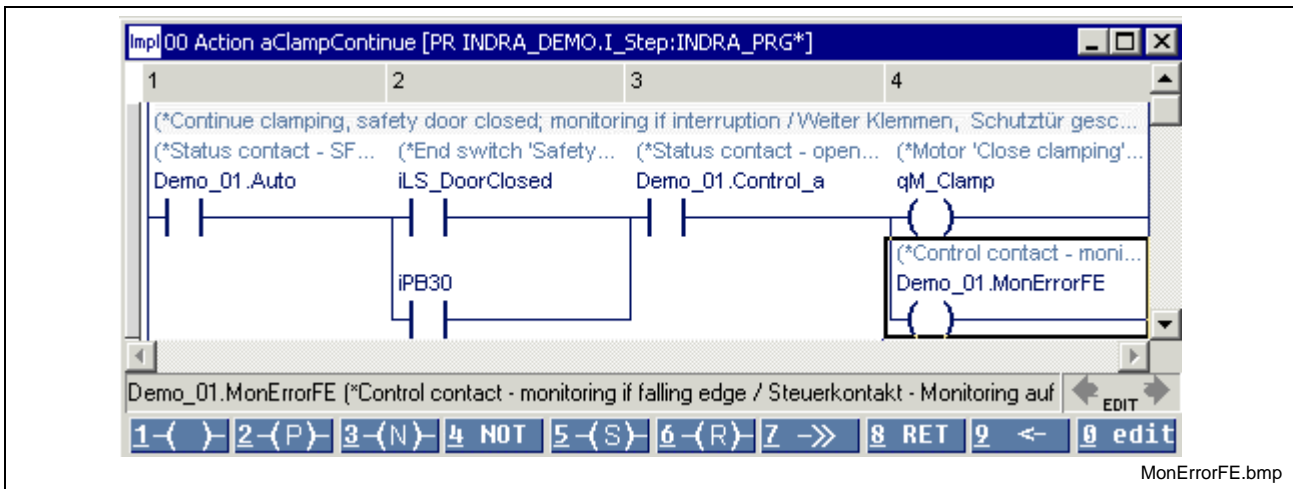 Impl 00 Action aClampContinue [PR INDRA_DEMO.I_Step:INDRA_PRG*]
1 2 3 4
(*Continue clamping, safety door closed; monitoring if interruption / Weiter Klemmen, Schutztür gesc...
(*Status contact - SF... (*End switch 'Safety... (*Status contact - open... (*Motor 'Close clamping'...
Demo_01.Auto iLS_DoorClosed Demo_01.Control_a qM_Clamp
(*Control contact - moni...
iPB30 Demo_01.MonErrorFE
Demo_01.MonErrorFE (*Control contact - monitoring if falling edge / Steuerkontakt - Monitoring auf EDIT
1-( )- 2-(P)- 3-(N)- 4 NOT 5-(S)- 6-(R)- 7 ->> 8 RET 9 <- 0 edit
MonErrorFE.bmp